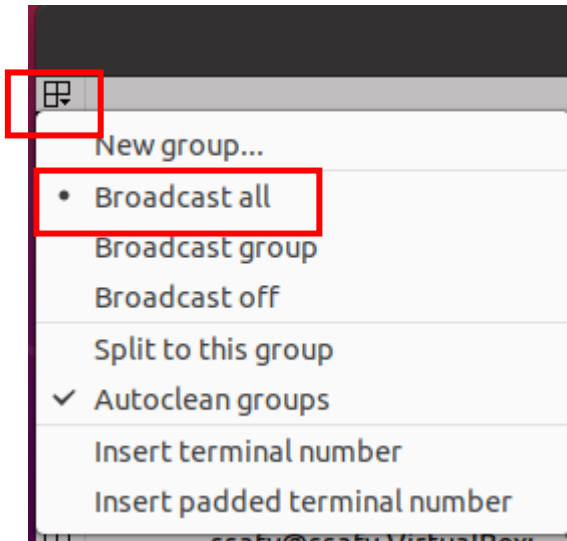 New group...
Broadcast all
Broadcast group
Broadcast off
Split to this group
Autoclean groups
Insert terminal number
Insert padded terminal number